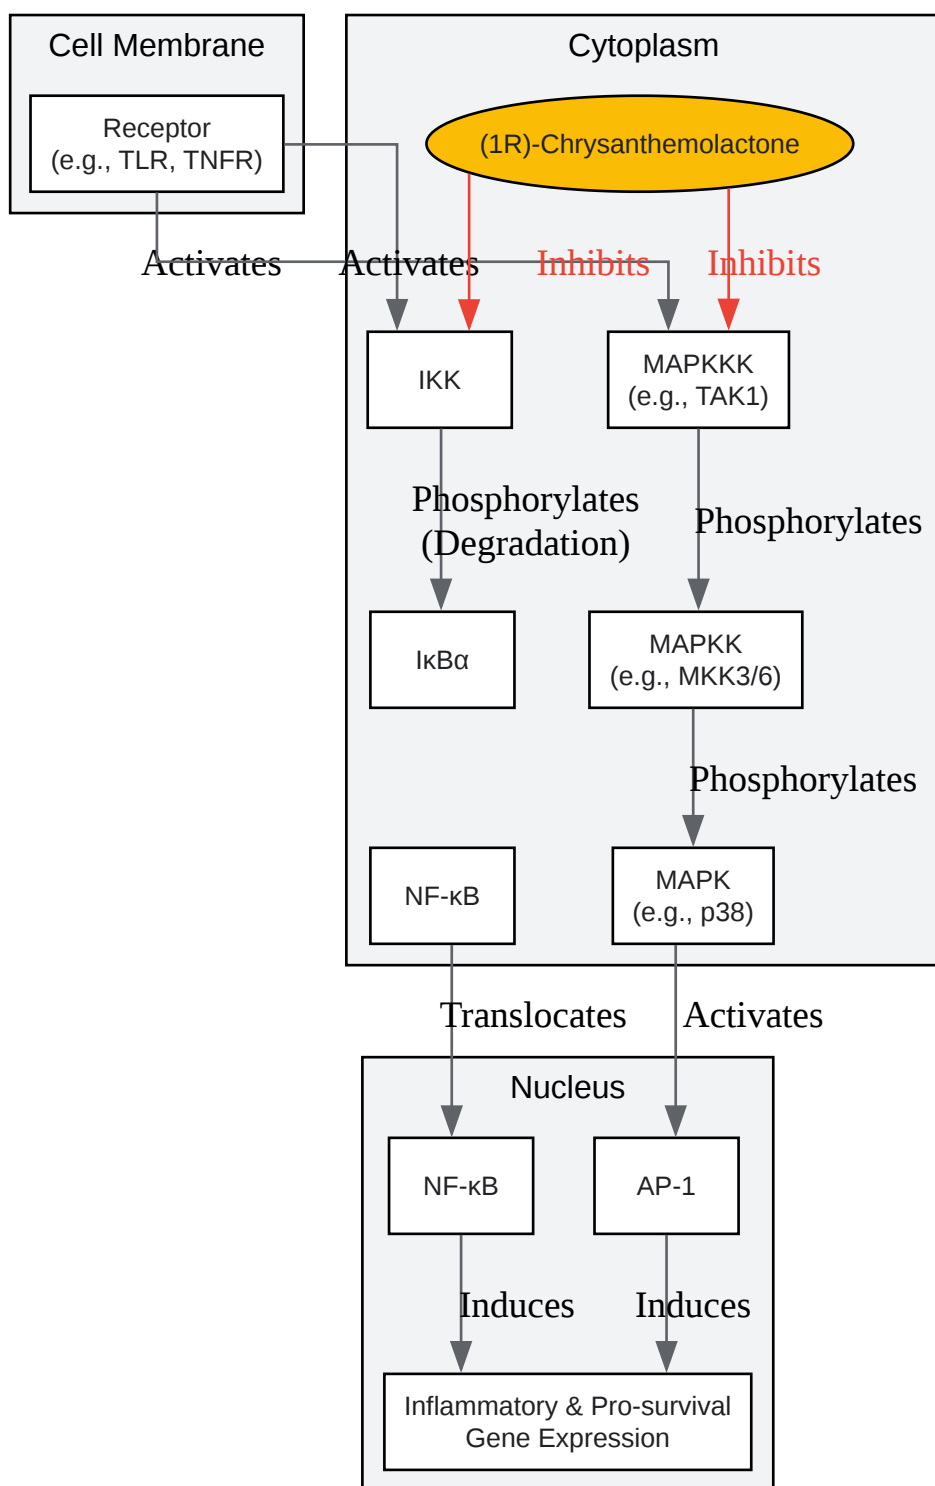 Cell Membrane
Cytoplasm
Receptor
(e.g., TLR, TNFR)
(1R)-Chrysanthemolactone
Activates
Activates
Inhibits
Inhibits
IKK
MAPKKK
(e.g., TAK1)
Phosphorylates
(Degradation)
Phosphorylates
IκBα
MAPKK
(e.g., MKK3/6)
Phosphorylates
NF-κB
MAPK
(e.g., p38)
Translocates
Activates
Nucleus
NF-κB
AP-1
Induces
Induces
Inflammatory & Pro-survival
Gene Expression